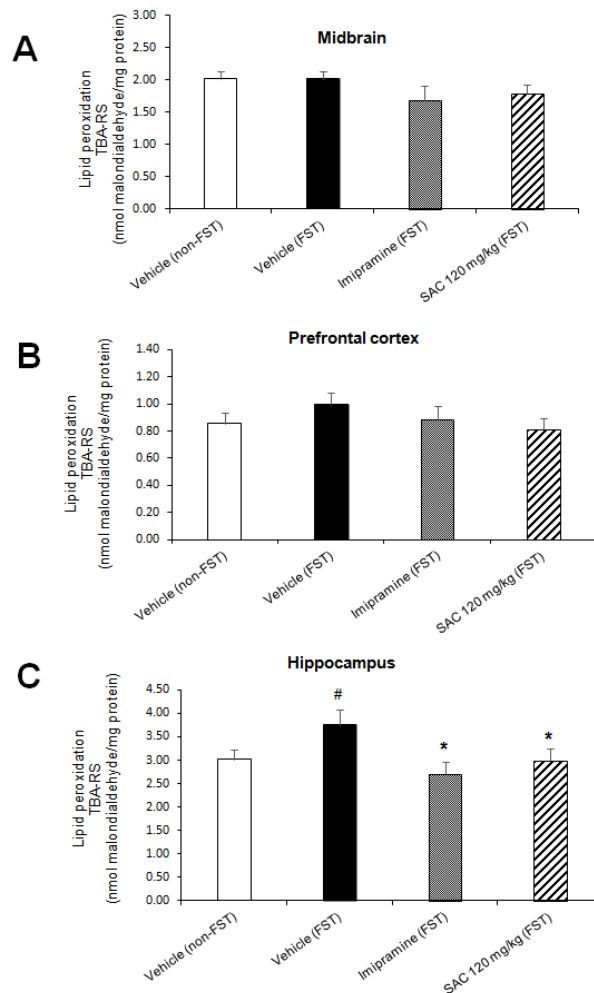 A
Midbrain
Lipid peroxidation
TBA-RS
(nmol malondialdehyde/mg protein)
3.00
2.50
2.00
1.50
1.00
0.50
0.00
Vehicle (non-FST)
Vehicle (FST)
Imipramine (FST)
SAC 120 mg/kg (FST)
B
Prefrontal cortex
Lipid peroxidation
TBA-RS
(nmol malondialdehyde/mg protein)
1.40
1.20
1.00
0.80
0.60
0.40
0.20
0.00
Vehicle (non-FST)
Vehicle (FST)
Imipramine (FST)
SAC 120 mg/kg (FST)
C
Hippocampus
Lipid peroxidation
TBA-RS
(nmol malondialdehyde/mg protein)
4.50
4.00
3.50
3.00
2.50
2.00
1.50
1.00
0.50
0.00
#
*
*
Vehicle (non-FST)
Vehicle (FST)
Imipramine (FST)
SAC 120 mg/kg (FST)